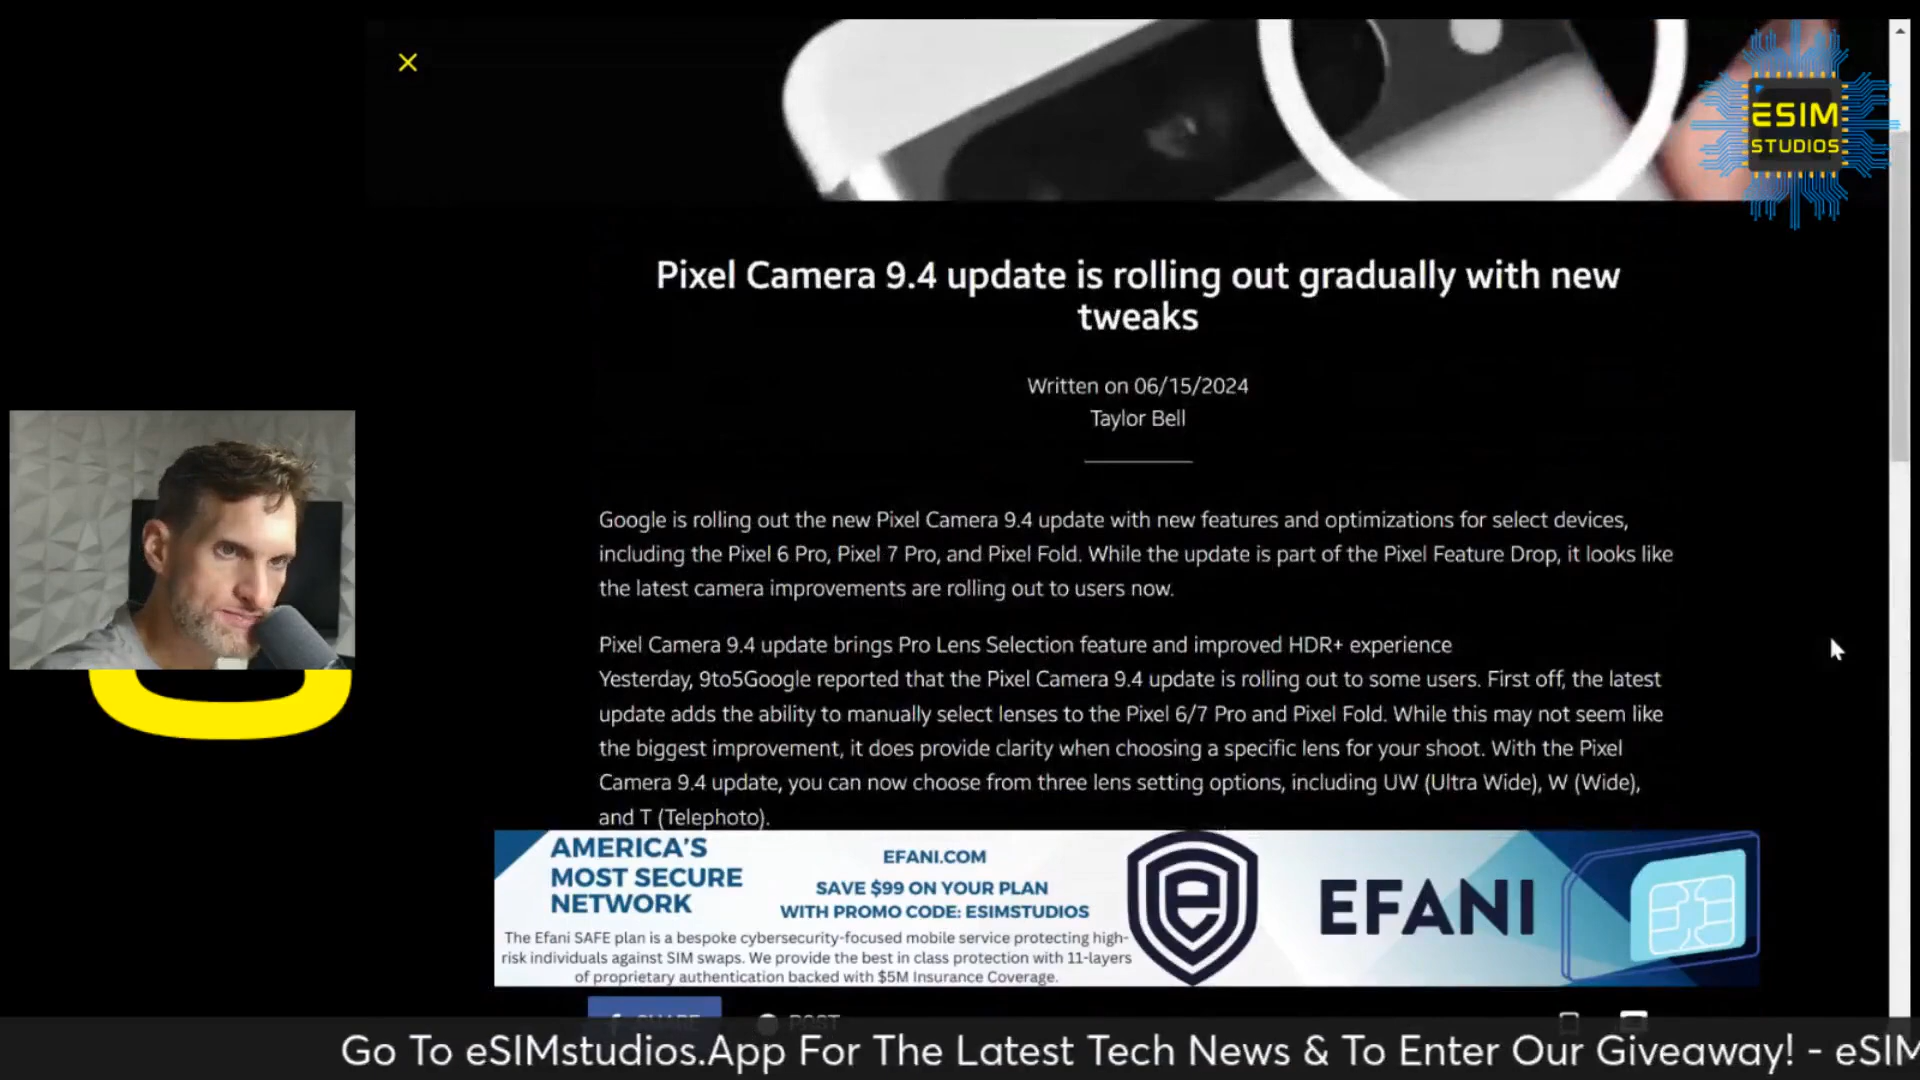 ESIM
STUDIOS
Pixel Camera 9.4 update is rolling out gradually with new
tweaks
Written on 06/15/2024
Taylor Bell
Google is rolling out the new Pixel Camera 9.4 update with new features and optimizations for select devices,
including the Pixel 6 Pro, Pixel 7 Pro, and Pixel Fold. While the update is part of the Pixel Feature Drop, it looks like
the latest camera improvements are rolling out to users now.
Pixel Camera 9.4 update brings Pro Lens Selection feature and improved HDR+ experience
Yesterday, 9to5Google reported that the Pixel Camera 9.4 update is rolling out to some users. First off, the latest
update adds the ability to manually select lenses to the Pixel 6/7 Pro and Pixel Fold. While this may not seem like
the biggest improvement, it does provide clarity when choosing a specific lens for your shoot. With the Pixel
Camera 9.4 update, you can now choose from three lens setting options, including UW (Ultra Wide), W (Wide),
and T (Telephoto).
AMERICA'S
MOST SECURE
NETWORK
EFANI.COM
SAVE $99 ON YOUR PLAN
WITH PROMO CODE: ESIMSTUDIOS
The Efani SAFE plan is a bespoke cybersecurity-focused mobile service protecting high-
risk individuals against SIM swaps. We provide the best in class protection with 11-layers
of proprietary authentication backed with $5M Insurance Coverage.
e
EFANI
SHARE
POST
Go To eSIMstudios.App For The Latest Tech News & To Enter Our Giveaway! - eSIM